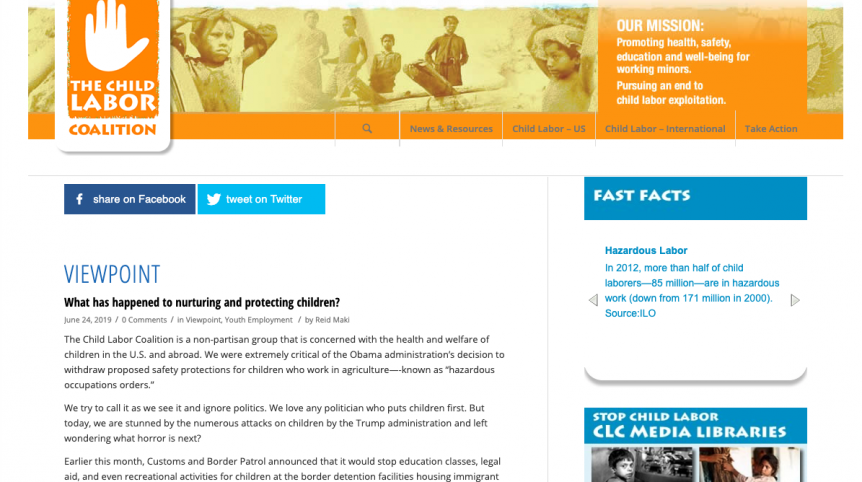 THE CHILD
LABOR
COALITION
OUR MISSION:
Promoting health, safety,
education and well-being for
working minors.
Pursuing an end to
child labor exploitation.
News & Resources
Child Labor – US
Child Labor – International
Take Action
share on Facebook
tweet on Twitter
VIEWPOINT
What has happened to nurturing and protecting children?
June 24, 2019 / 0 Comments / in Viewpoint, Youth Employment / by Reid Maki
The Child Labor Coalition is a non-partisan group that is concerned with the health and welfare of
children in the U.S. and abroad. We were extremely critical of the Obama administration's decision to
withdraw proposed safety protections for children who work in agriculture—-known as "hazardous
occupations orders."
We try to call it as we see it and ignore politics. We love any politician who puts children first. But
today, we are stunned by the numerous attacks on children by the Trump administration and left
wondering what horror is next?
Earlier this month, Customs and Border Patrol announced that it would stop education classes, legal
aid, and even recreational activities for children at the border detention facilities housing immigrant
FAST FACTS
Hazardous Labor
In 2012, more than half of child
laborers—85 million—are in hazardous
work (down from 171 million in 2000).
Source:ILO
STOP CHILD LABOR
CLC MEDIA LIBRARIES